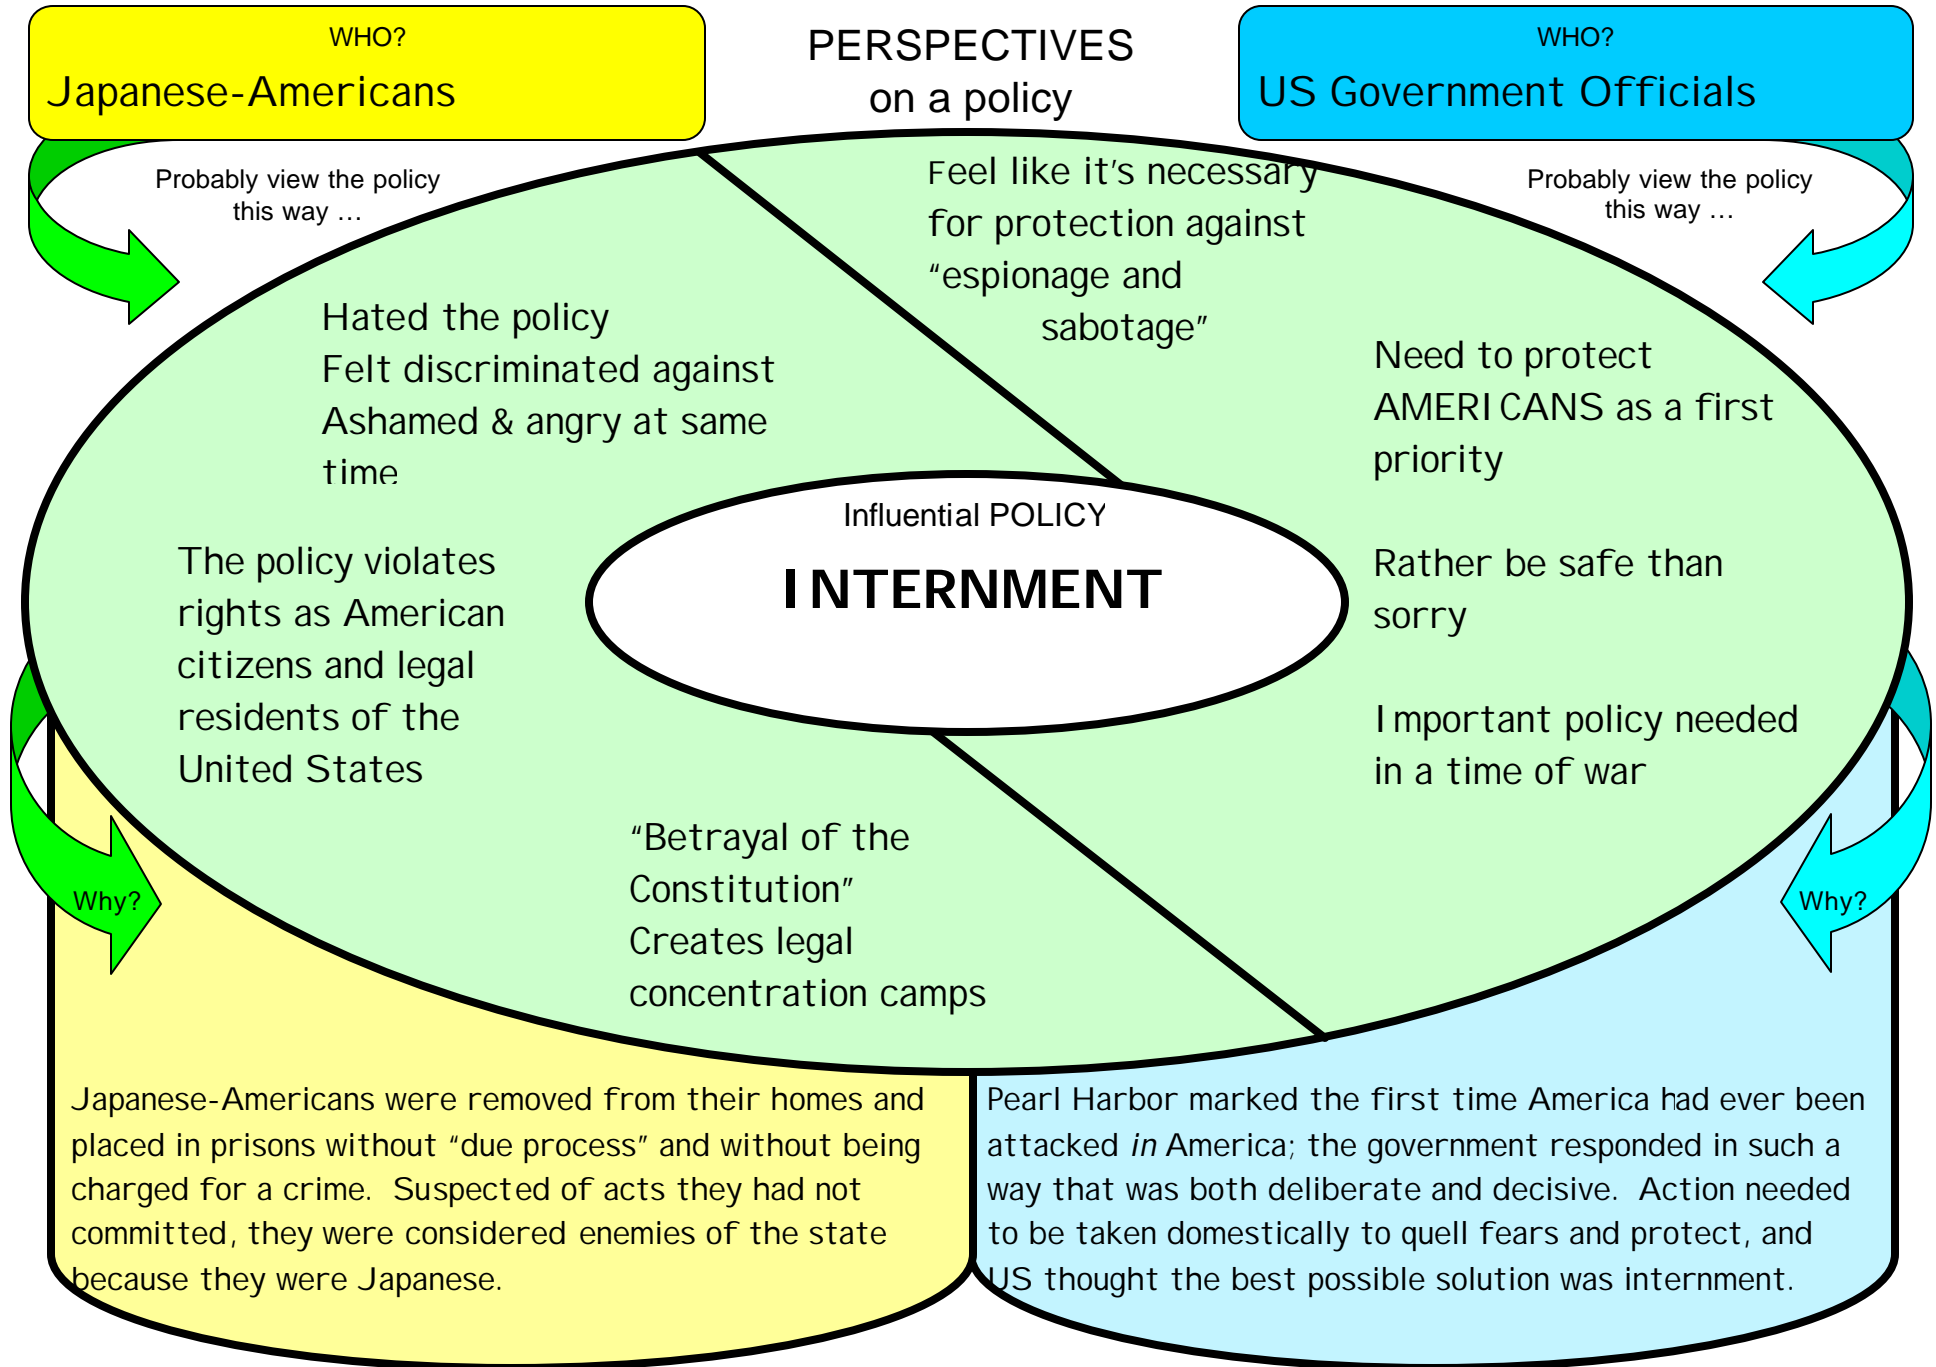 WHO?
Japanese-Americans
PERSPECTIVES
on a policy
WHO?
US Government Officials
Probably view the policy
this way …
Probably view the policy
this way …
Hated the policy
Felt discriminated against
Ashamed & angry at same
time
The policy violates
rights as American
citizens and legal
residents of the
United States
"Betrayal of the
Constitution"
Creates legal
concentration camps
Feel like it's necessary
for protection against
"espionage and
sabotage"
Need to protect
AMERICANS as a first
priority
Rather be safe than
sorry
Important policy needed
in a time of war
Influential POLICY
INTERNMENT
Why?
Why?
Japanese-Americans were removed from their homes and
placed in prisons without "due process" and without being
charged for a crime.  Suspected of acts they had not
committed, they were considered enemies of the state
because they were Japanese.
Pearl Harbor marked the first time America had ever been
attacked in America; the government responded in such a
way that was both deliberate and decisive.  Action needed
to be taken domestically to quell fears and protect, and
US thought the best possible solution was internment.